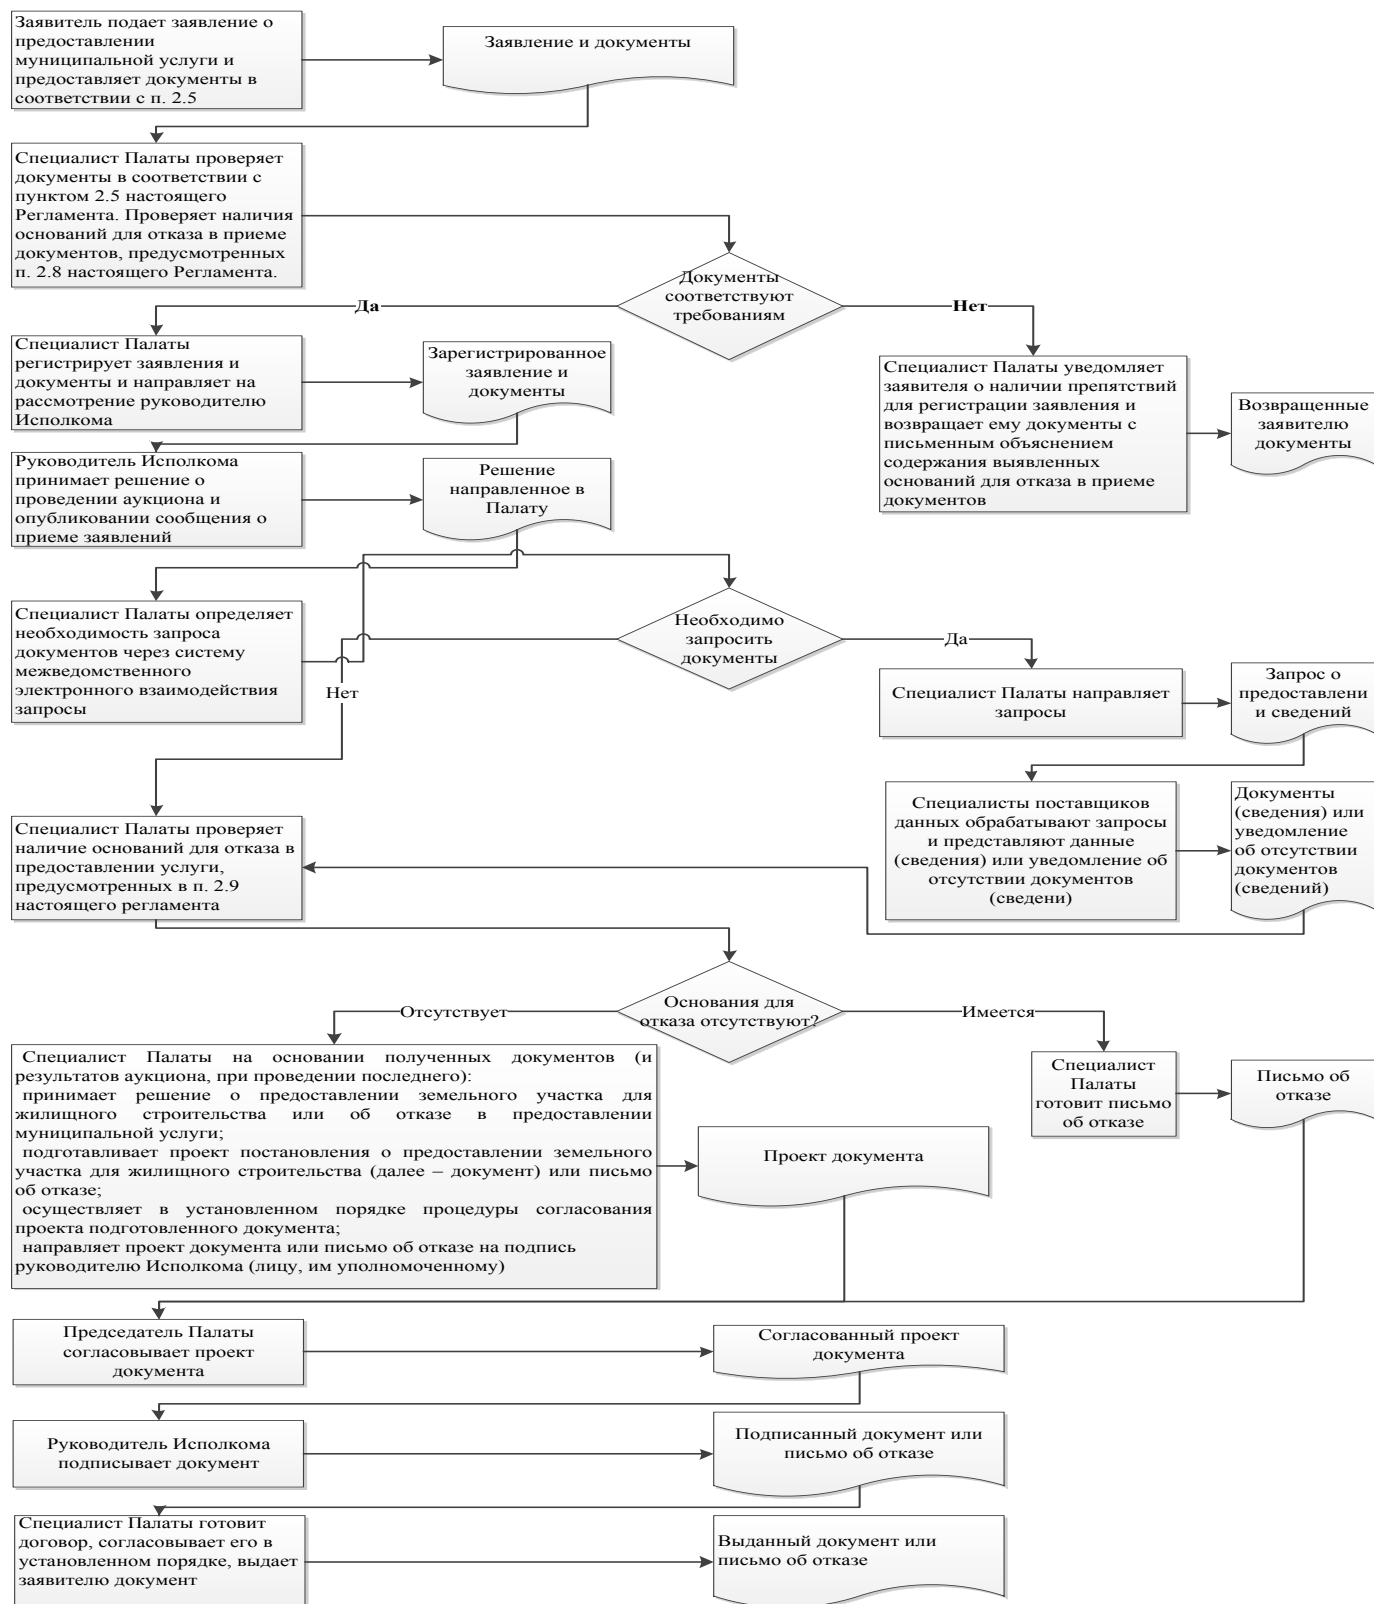 Заявитель подает заявление о
предоставлении
муниципальной услуги и
предоставляет документы в
соответствии с п. 2.5
Заявление и документы
Специалист Палаты проверяет
документы в соответствии с
пунктом 2.5 настоящего
Регламента. Проверяет наличия
оснований для отказа в приеме
документов, предусмотренных
п. 2.8 настоящего Регламента.
Документы
соответствуют
требованиям
Да
Нет
Специалист Палаты
регистрирует заявления и
документы и направляет на
рассмотрение руководителю
Исполкома
Зарегистрированное
заявление и
документы
Специалист Палаты уведомляет
заявителя о наличии препятствий
для регистрации заявления и
возвращает ему документы с
письменным объяснением
содержания выявленных
оснований для отказа в приеме
документов
Возвращенные
заявителю
документы
Руководитель Исполкома
принимает решение о
проведении аукциона и
опубликовании сообщения о
приеме заявлений
Решение
направленное в
Палату
Специалист Палаты определяет
необходимость запроса
документов через систему
межведомственного
электронного взаимодействия
запросы
Необходимо
запросить
документы
Да
Нет
Специалист Палаты направляет
запросы
Запрос о
предоставлени
и сведений
Специалисты поставщиков
данных обрабатывают запросы
и представляют данные
(сведения) или уведомление об
отсутствии документов
(сведени)
Документы
(сведения) или
уведомление
об отсутствии
документов
(сведений)
Специалист Палаты проверяет
наличие оснований для отказа в
предоставлении услуги,
предусмотренных в п. 2.9
настоящего регламента
Основания для
отказа отсутствуют?
Отсутствует
Имеется
Специалист Палаты на основании полученных документов (и
результатов аукциона, при проведении последнего):
принимает решение о предоставлении земельного участка для
жилищного строительства или об отказе в предоставлении
муниципальной услуги;
подготавливает проект постановления о предоставлении земельного
участка для жилищного строительства (далее – документ) или письмо
об отказе;
осуществляет в установленном порядке процедуры согласования
проекта подготовленного документа;
направляет проект документа или письмо об отказе на подпись
руководителю Исполкома (лицу, им уполномоченному)
Проект документа
Специалист
Палаты
готовит письмо
об отказе
Письмо об
отказе
Председатель Палаты
согласовывает проект
документа
Согласованный проект
документа
Руководитель Исполкома
подписывает документ
Подписанный документ или
письмо об отказе
Специалист Палаты готовит
договор, согласовывает его в
установленном порядке, выдает
заявителю документ
Выданный документ или
письмо об отказе